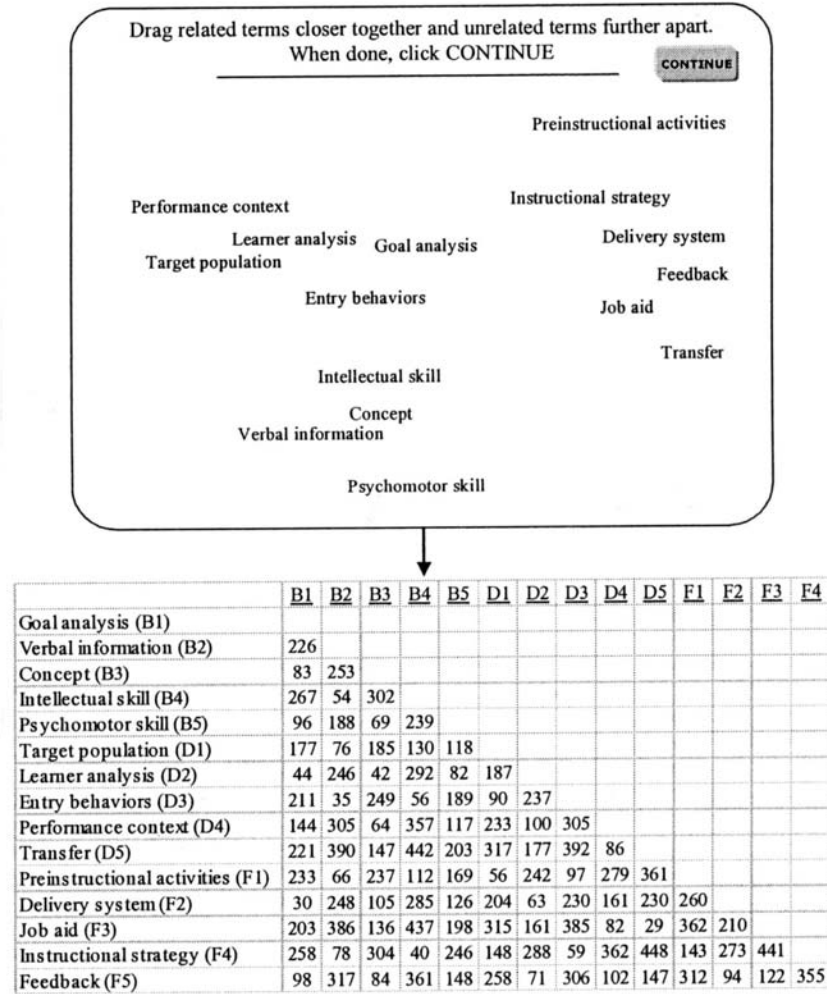 Drag related terms closer together and unrelated terms further apart.
When done, click CONTINUE
CONTINUE
Preinstructional activities
Performance context
Instructional strategy
Learner analysis
Goal analysis
Delivery system
Target population
Feedback
Entry behaviors
Job aid
Transfer
Intellectual skill
Concept
Verbal information
Psychomotor skill
B1 B2 B3 B4 B5 D1 D2 D3 D4 D5 F1 F2 F3 F4
Goal analysis (B1)
Verbal information (B2) 226
Concept (B3) 83 253
Intellectual skill (B4) 267 54 302
Psychomotor skill (B5) 96 188 69 239
Target population (D1) 177 76 185 130 118
Learner analysis (D2) 44 246 42 292 82 187
Entry behaviors (D3) 211 35 249 56 189 90 237
Performance context (D4) 144 305 64 357 117 233 100 305
Transfer (D5) 221 390 147 442 203 317 177 392 86
Preinstructional activities (F1) 233 66 237 112 169 56 242 97 279 361
Delivery system (F2) 30 248 105 285 126 204 63 230 161 230 260
Job aid (F3) 203 386 136 437 198 315 161 385 82 29 362 210
Instructional strategy (F4) 258 78 304 40 246 148 288 59 362 448 143 273 441
Feedback (F5) 98 317 84 361 148 258 71 306 102 147 312 94 122 355